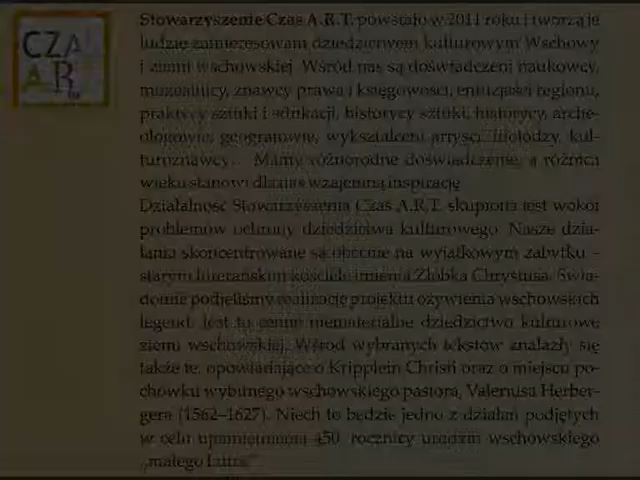 CZA
A.R.T.
Stowarzyszenie Czas A.R.T. powstało w 2011 roku i tworzą je
ludzie zainteresowani dziedzictwem kulturowym Wschowy
i ziemi wschowskiej. Wśród nas są doświadczeni naukowcy,
muzealnicy, znawcy prawa i księgowości, entuzjaści regionu,
praktycy sztuki i edukacji, historycy sztuki, historycy, arche-
ologowie, geografowie, wykształceni artyści, filolodzy, kul-
turoznawcy... Mamy różnorodne doświadczenie, a różnica
wieku stanowi dla nas wzajemną inspirację.
Działalność Stowarzyszenia Czas A.R.T. skupiona jest wokół
problemów ochrony dziedzictwa kulturowego. Nasze dzia-
łania skoncentrowane są obecnie na wyjątkowym zabytku –
starym luterańskim kościele imienia Żłóbka Chrystusa. Świa-
domie podjęliśmy realizację projektu ożywienia wschowskich
legend. Jest to cenne niematerialne dziedzictwo kulturowe
ziemi wschowskiej. Wśród wybranych tekstów znalazły się
także te, opowiadające o Kripplein Christi oraz o miejscu po-
chówku wybitnego wschowskiego pastora, Valeriusa Herber-
gera (1562–1627). Niech to będzie jedno z działań podjętych
w celu upamiętnienia 450. rocznicy urodzin wschowskiego
„małego Lutra”.